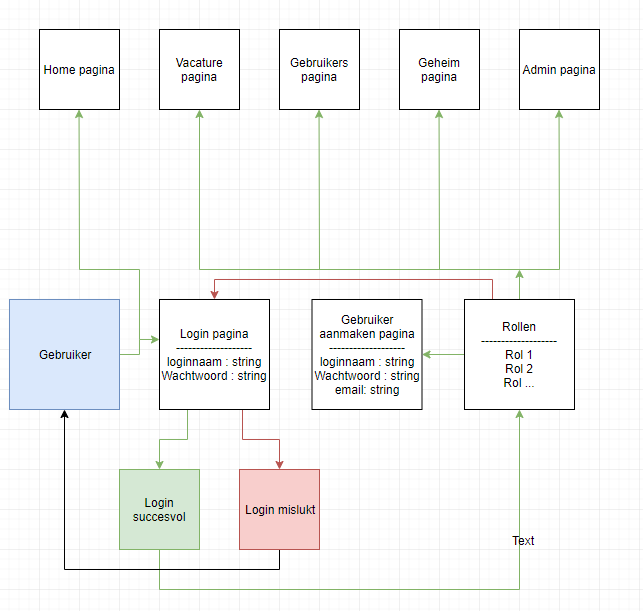 Home pagina
Vacature
pagina
Gebruikers
pagina
Geheim
pagina
Admin pagina
Gebruiker
Login pagina
-------------------
loginnaam : string
Wachtwoord : string
Gebruiker
aanmaken pagina
-------------------
loginnaam : string
Wachtwoord : string
email: string
Rollen
-------------------
Rol 1
Rol 2
Rol ...
Login
succesvol
Login mislukt
Text